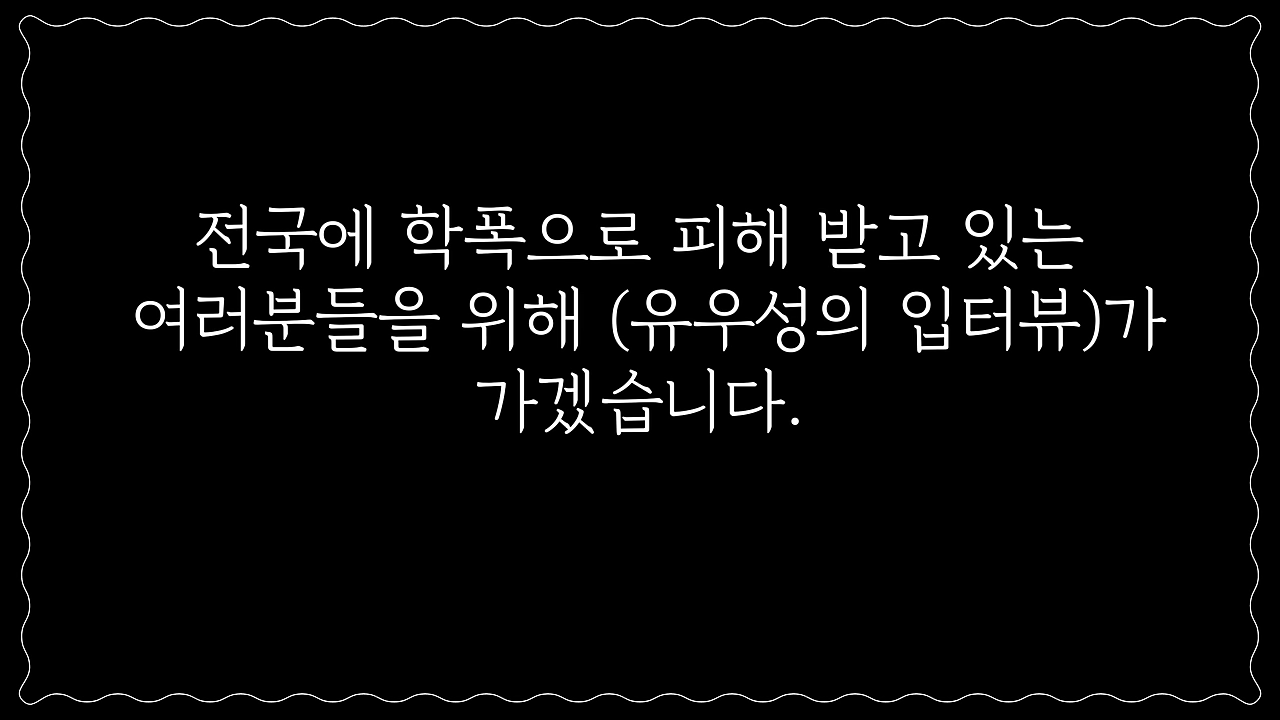 전국에 학폭으로 피해 받고 있는
여러분들을 위해 (유우성의 입터뷰)가
가겠습니다.